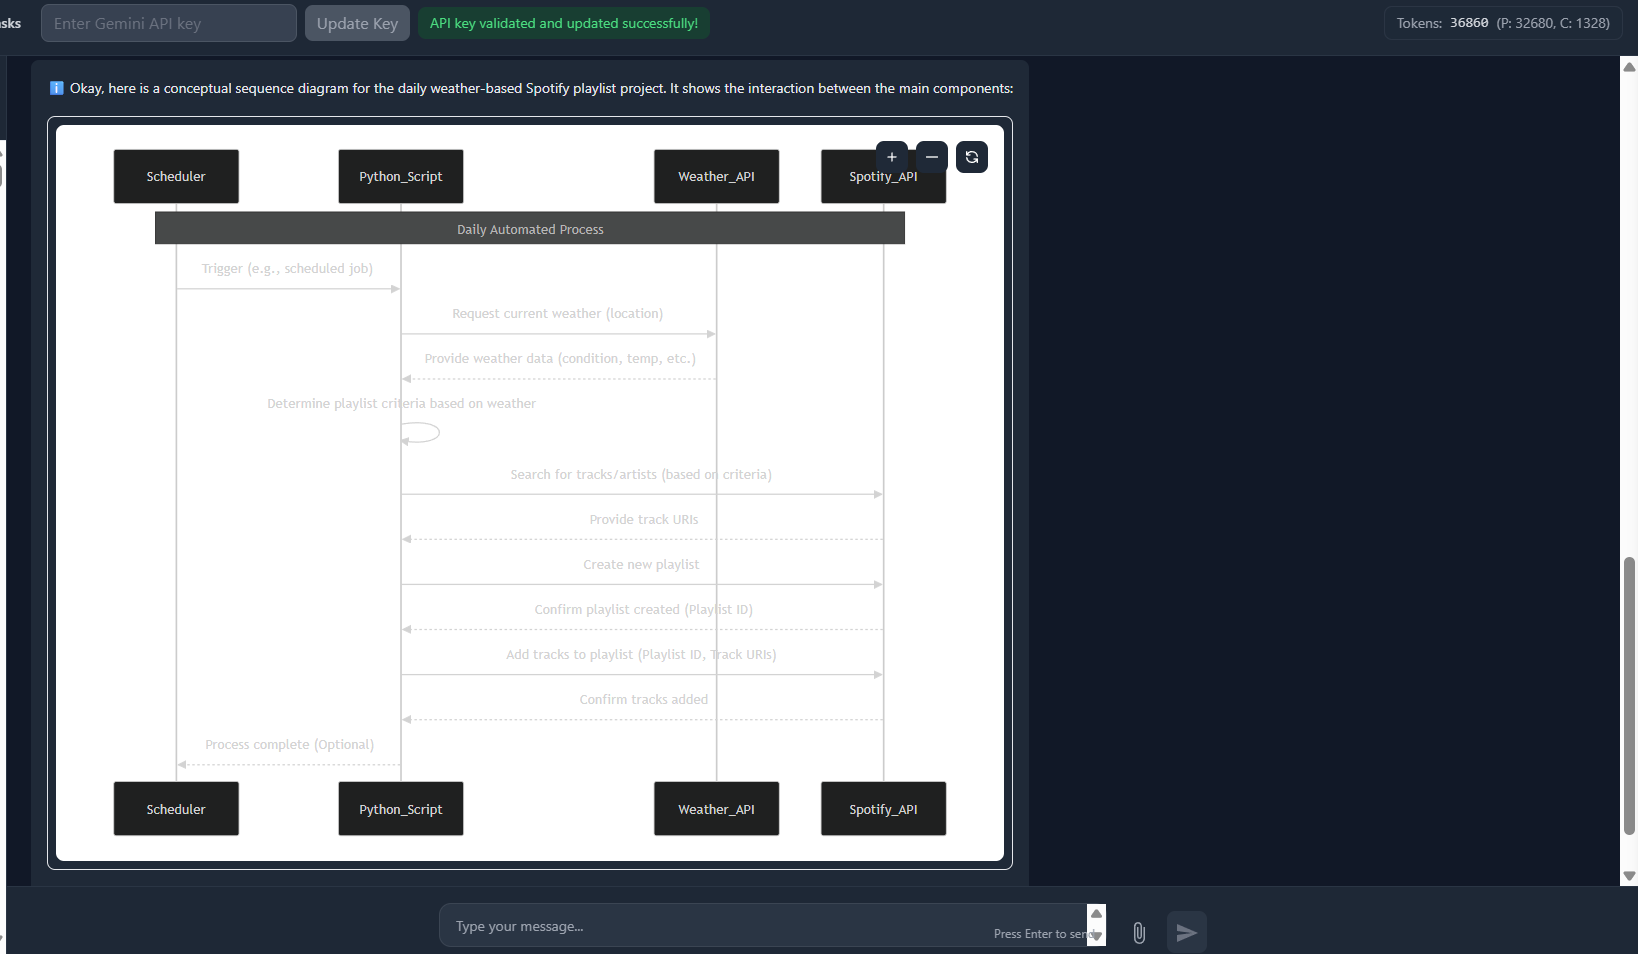 sks
Enter Gemini API key
Update Key
API key validated and updated successfully!
Tokens: 36860 (P: 32680, C: 1328)
Okay, here is a conceptual sequence diagram for the daily weather-based Spotify playlist project. It shows the interaction between the main components:
Scheduler
Python_Script
Weather_API
Spotify_API
Daily Automated Process
Trigger (e.g., scheduled job)
Request current weather (location)
Provide weather data (condition, temp, etc.)
Determine playlist criteria based on weather
Search for tracks/artists (based on criteria)
Provide track URIs
Create new playlist
Confirm playlist created (Playlist ID)
Add tracks to playlist (Playlist ID, Track URIs)
Confirm tracks added
Process complete (Optional)
Scheduler
Python_Script
Weather_API
Spotify_API
Type your message...
Press Enter to send